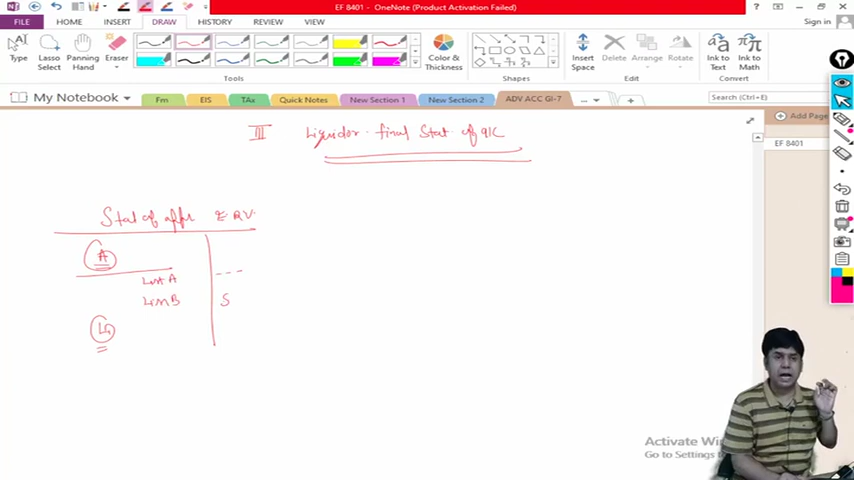 EF 8401 - OneNote (Product Activation Failed)
Sign in
FILE HOME INSERT DRAW HISTORY REVIEW VIEW
Type Lasso Select Panning Hand Eraser Color & Thickness Insert Space Delete Arrange Rotate Ink to Text Ink to Math
Tools Shapes Edit Convert
My Notebook Fm EIS TAx Quick Notes New Section 1 New Section 2 ADV ACC GI-7 ... Search (Ctrl+E)
Add Page
EF 8401
III Liquidor final Stat of A/C
Stat of affr E R.V.
A
List A
List B S
L
Activate Win
Go to Settings